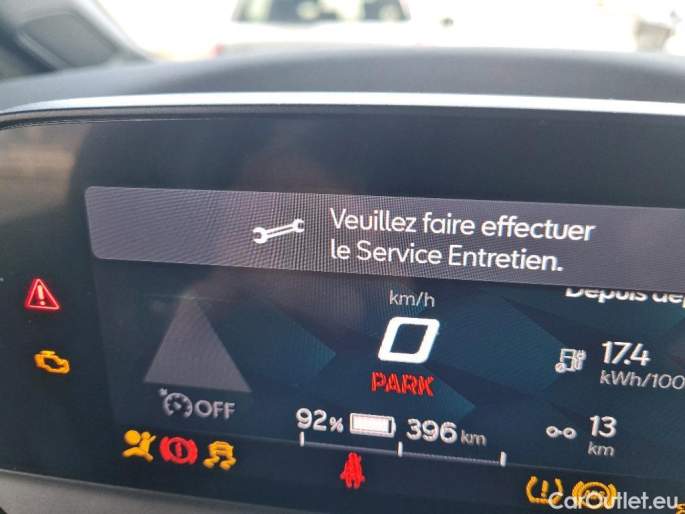 Veuillez faire effectuer
le Service Entretien.
km/h
Depuis
0
17.4
kWh/100
PARK
OFF
92%
396 km
13
km
CarOutlet.eu